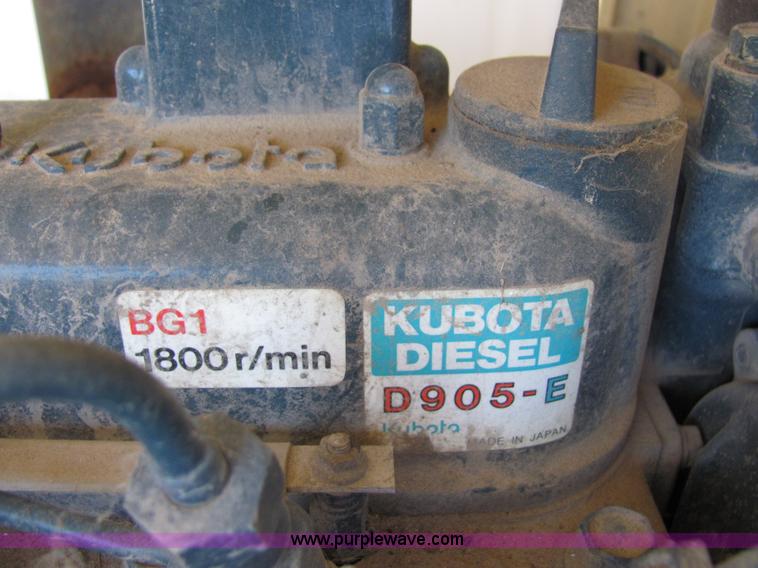 Kubota
BG1
1800 r/min
KUBOTA
DIESEL
D905-E
Kubota
MADE IN JAPAN
www.purplewave.com